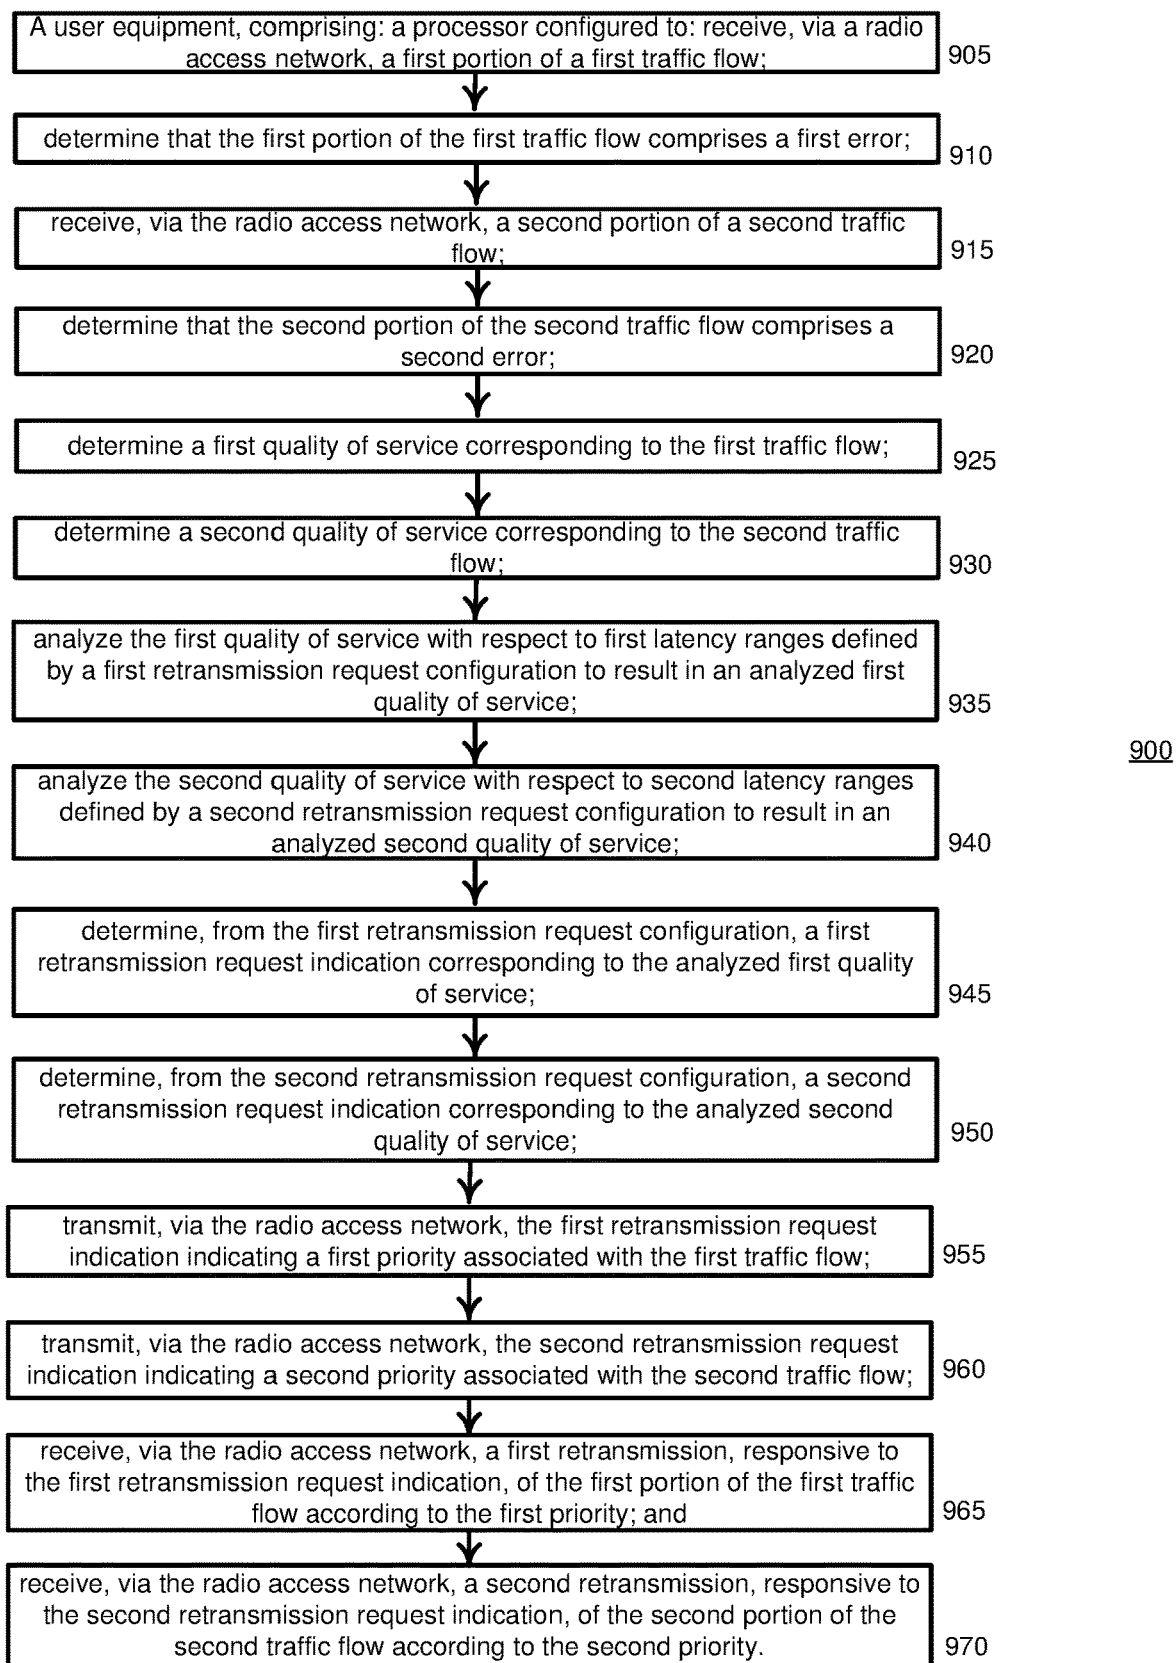 A user equipment, comprising: a processor configured to: receive, via a radio
access network, a first portion of a first traffic flow;
905
determine that the first portion of the first traffic flow comprises a first error;
910
receive, via the radio access network, a second portion of a second traffic
flow;
915
determine that the second portion of the second traffic flow comprises a
second error;
920
determine a first quality of service corresponding to the first traffic flow;
925
determine a second quality of service corresponding to the second traffic
flow;
930
analyze the first quality of service with respect to first latency ranges defined
by a first retransmission request configuration to result in an analyzed first
quality of service;
935
900
analyze the second quality of service with respect to second latency ranges
defined by a second retransmission request configuration to result in an
analyzed second quality of service;
940
determine, from the first retransmission request configuration, a first
retransmission request indication corresponding to the analyzed first quality
of service;
945
determine, from the second retransmission request configuration, a second
retransmission request indication corresponding to the analyzed second
quality of service;
950
transmit, via the radio access network, the first retransmission request
indication indicating a first priority associated with the first traffic flow;
955
transmit, via the radio access network, the second retransmission request
indication indicating a second priority associated with the second traffic flow;
960
receive, via the radio access network, a first retransmission, responsive to
the first retransmission request indication, of the first portion of the first traffic
flow according to the first priority; and
965
receive, via the radio access network, a second retransmission, responsive to
the second retransmission request indication, of the second portion of the
second traffic flow according to the second priority.
970